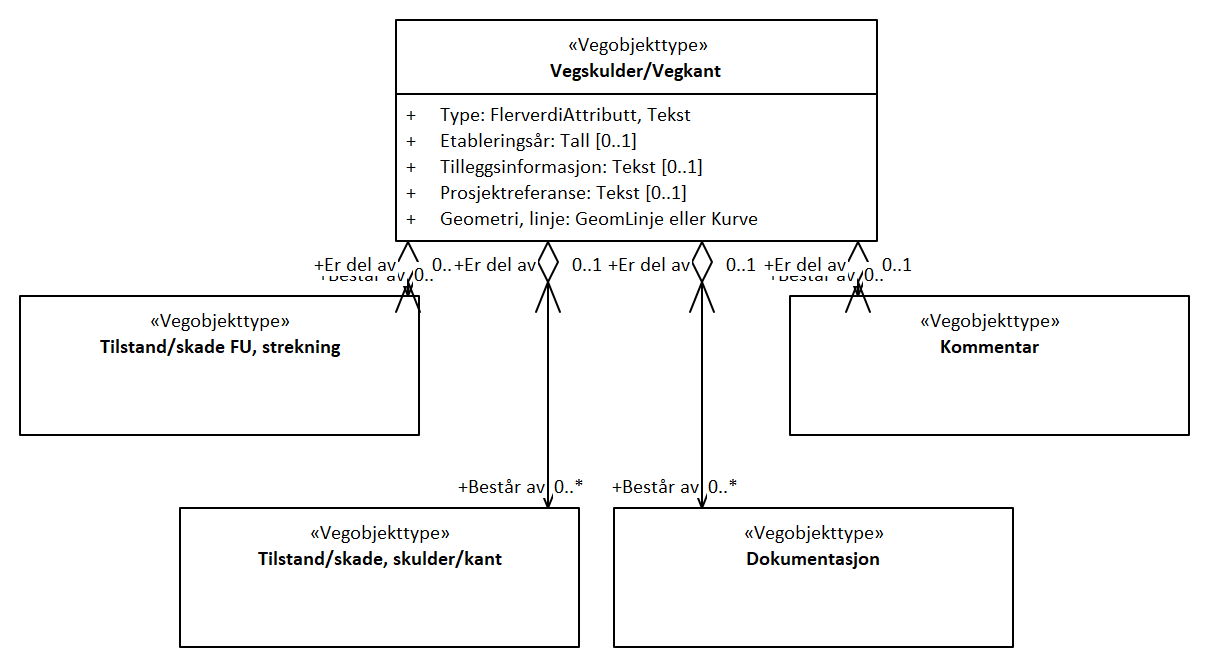 «Vegobjekttype»
Vegskulder/Vegkant
+ Type: FlerverdiAttributt, Tekst
+ Etableringsår: Tall [0..1]
+ Tilleggsinformasjon: Tekst [0..1]
+ Prosjektreferanse: Tekst [0..1]
+ Geometri, linje: GeomLinje eller Kurve
+Er del av 0.. +Er del av 0..1 +Er del av 0..1 +Er del av 0..1
+Består av 0.. +Består av 0..
«Vegobjekttype»
Tilstand/skade FU, strekning
«Vegobjekttype»
Kommentar
+Består av 0..* +Består av 0..*
«Vegobjekttype»
Tilstand/skade, skulder/kant
«Vegobjekttype»
Dokumentasjon